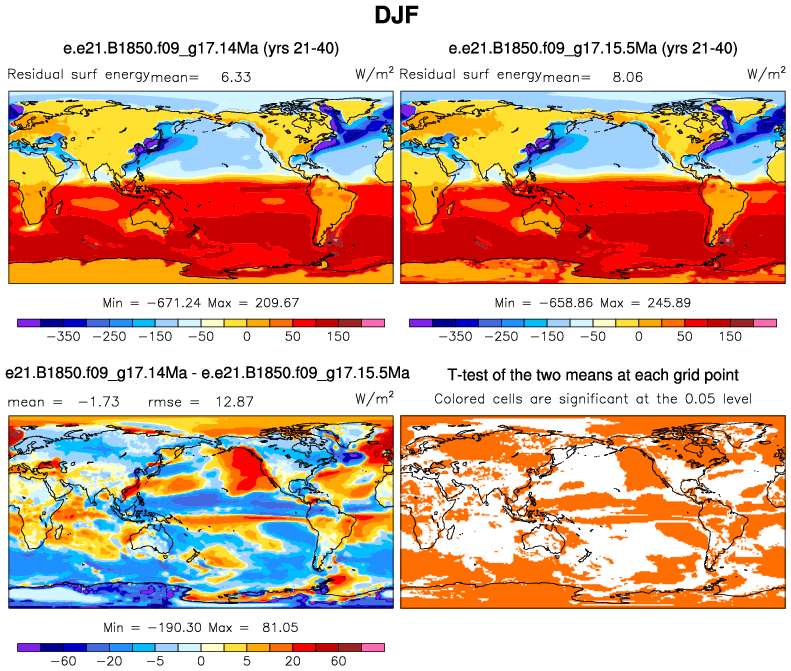 DJF
e.e21.B1850.f09_g17.14Ma (yrs 21-40)
Residual surf energy mean= 6.33 W/m²
e.e21.B1850.f09_g17.15.5Ma (yrs 21-40)
Residual surf energy mean= 8.06 W/m²
Min = −671.24 Max = 209.67
−350 −250 −150 −50 0 50 150
Min = −658.86 Max = 245.89
−350 −250 −150 −50 0 50 150
e21.B1850.f09_g17.14Ma - e.e21.B1850.f09_g17.15.5Ma
mean = −1.73 rmse = 12.87 W/m²
T-test of the two means at each grid point
Colored cells are significant at the 0.05 level
Min = −190.30 Max = 81.05
−60 −20 −5 0 5 20 60